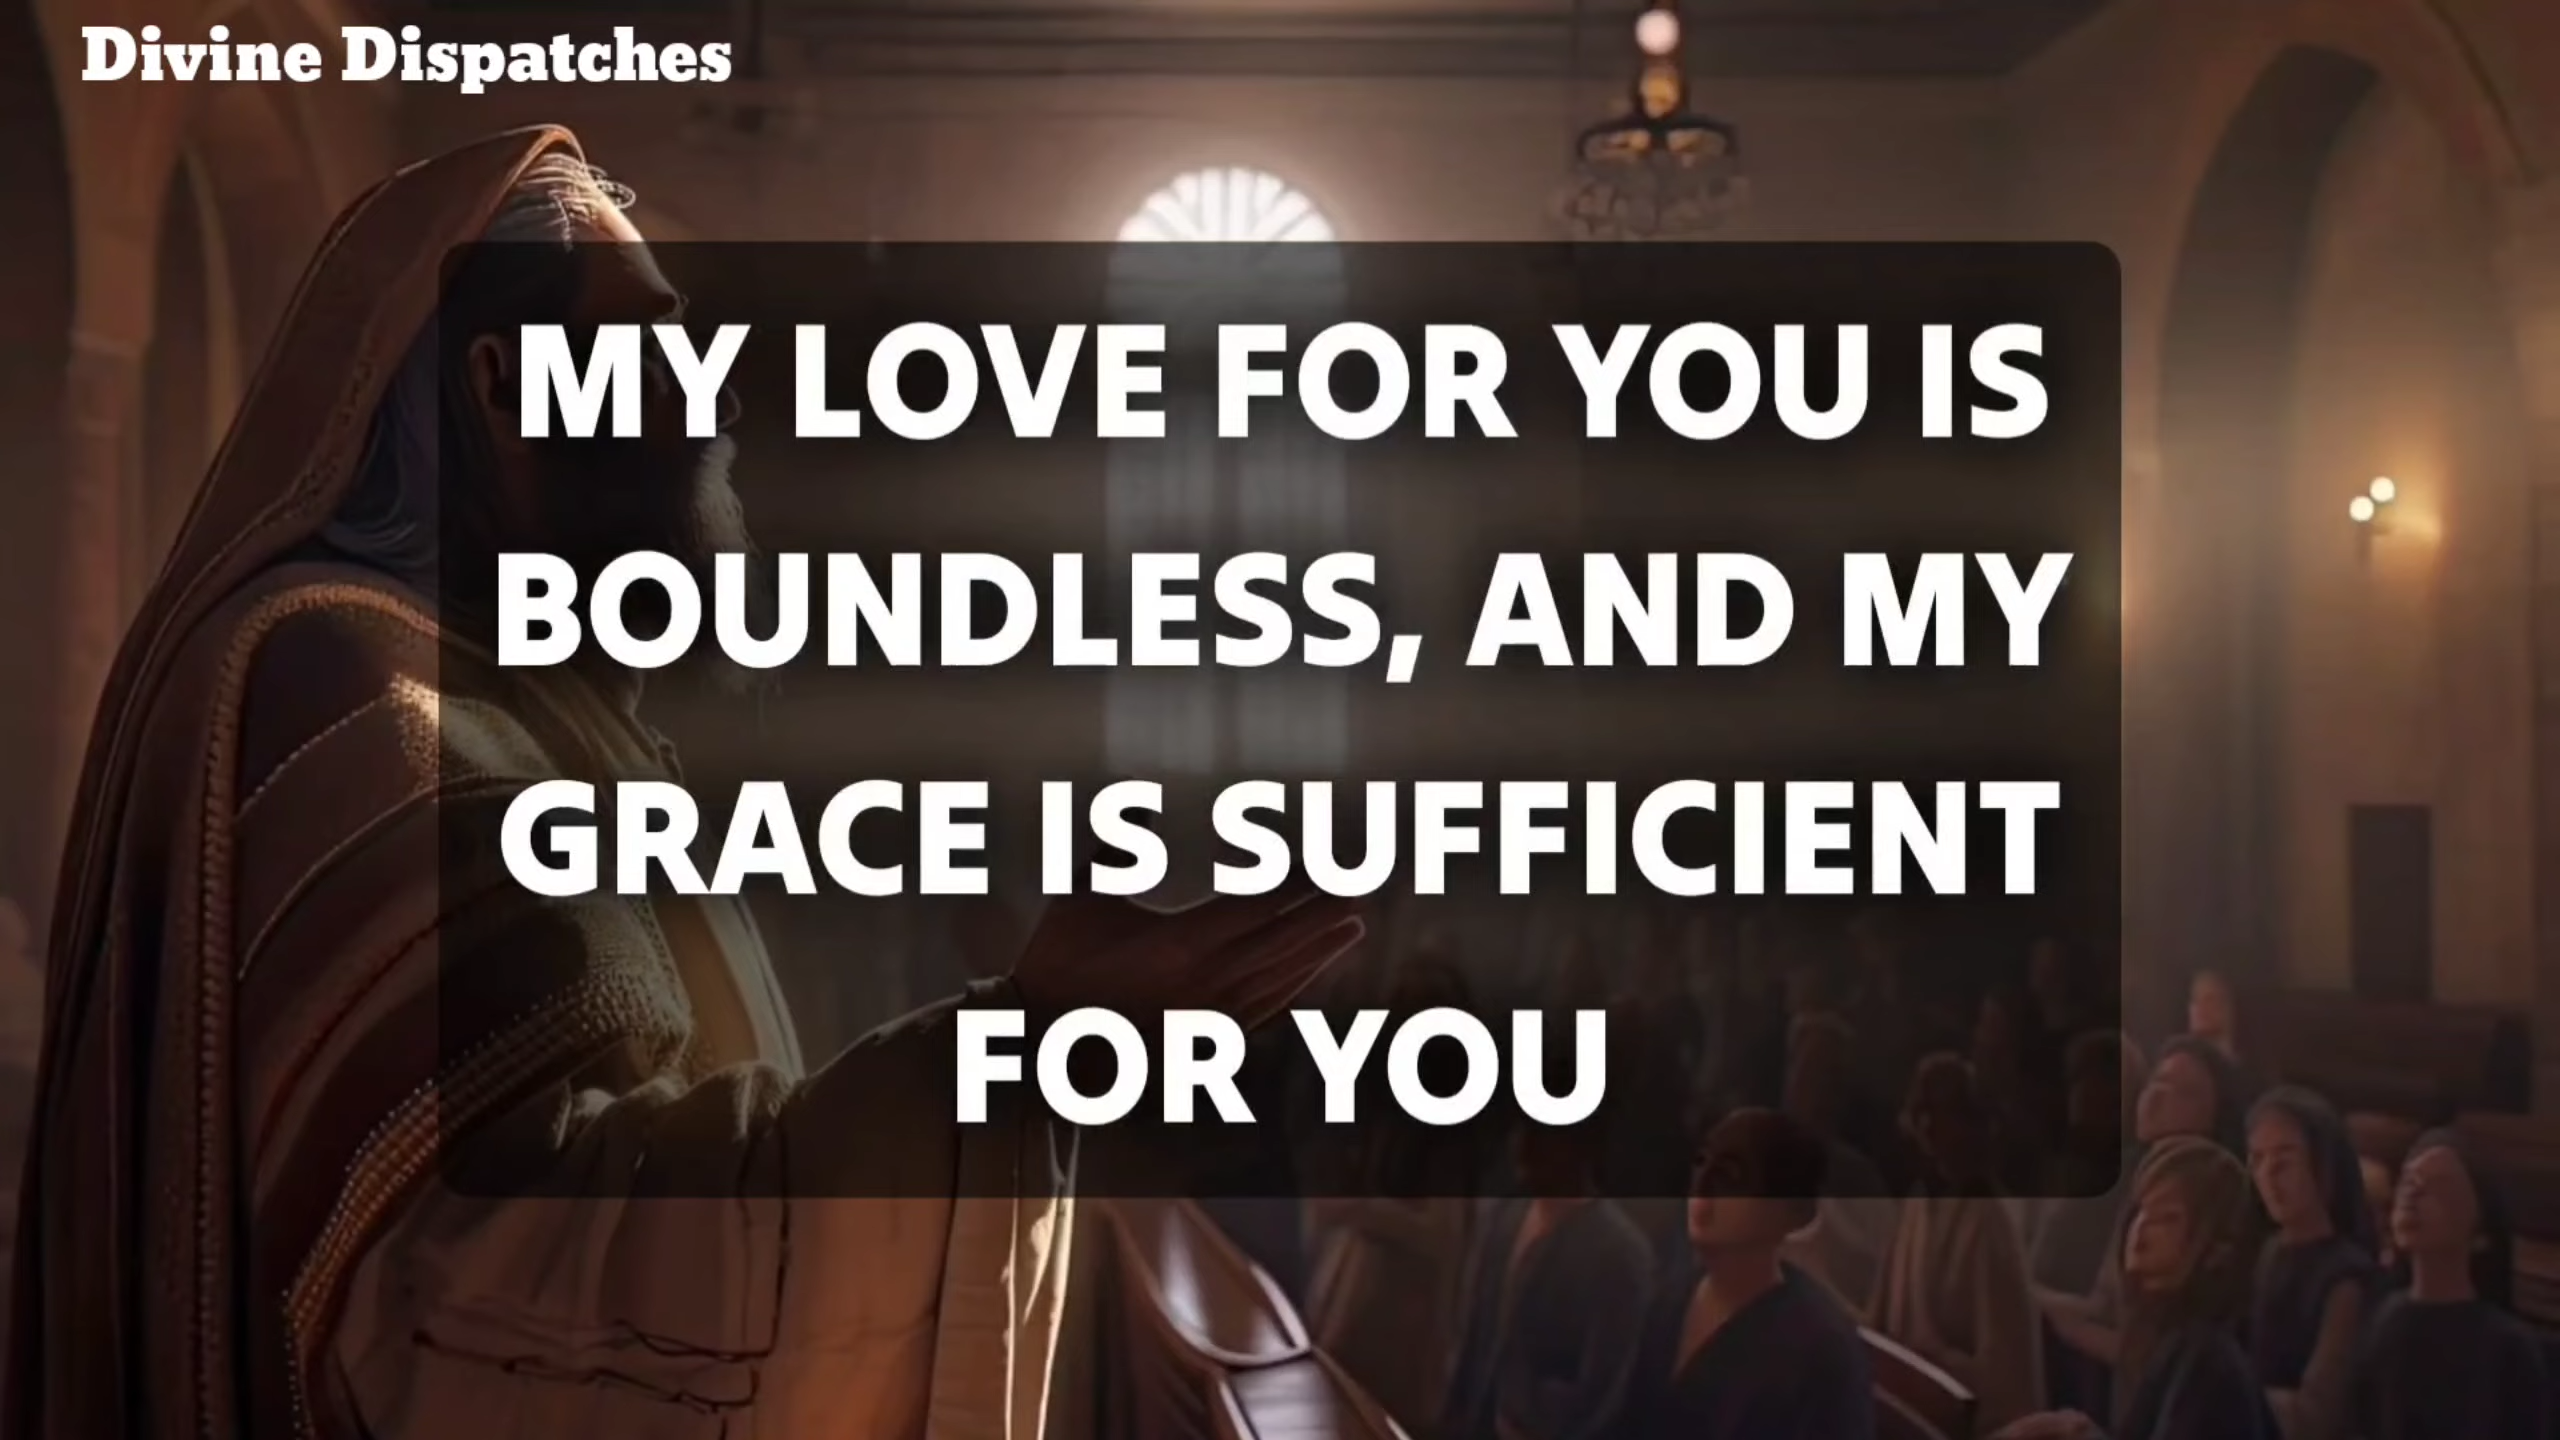 Divine Dispatches
MY LOVE FOR YOU IS
BOUNDLESS, AND MY
GRACE IS SUFFICIENT
FOR YOU